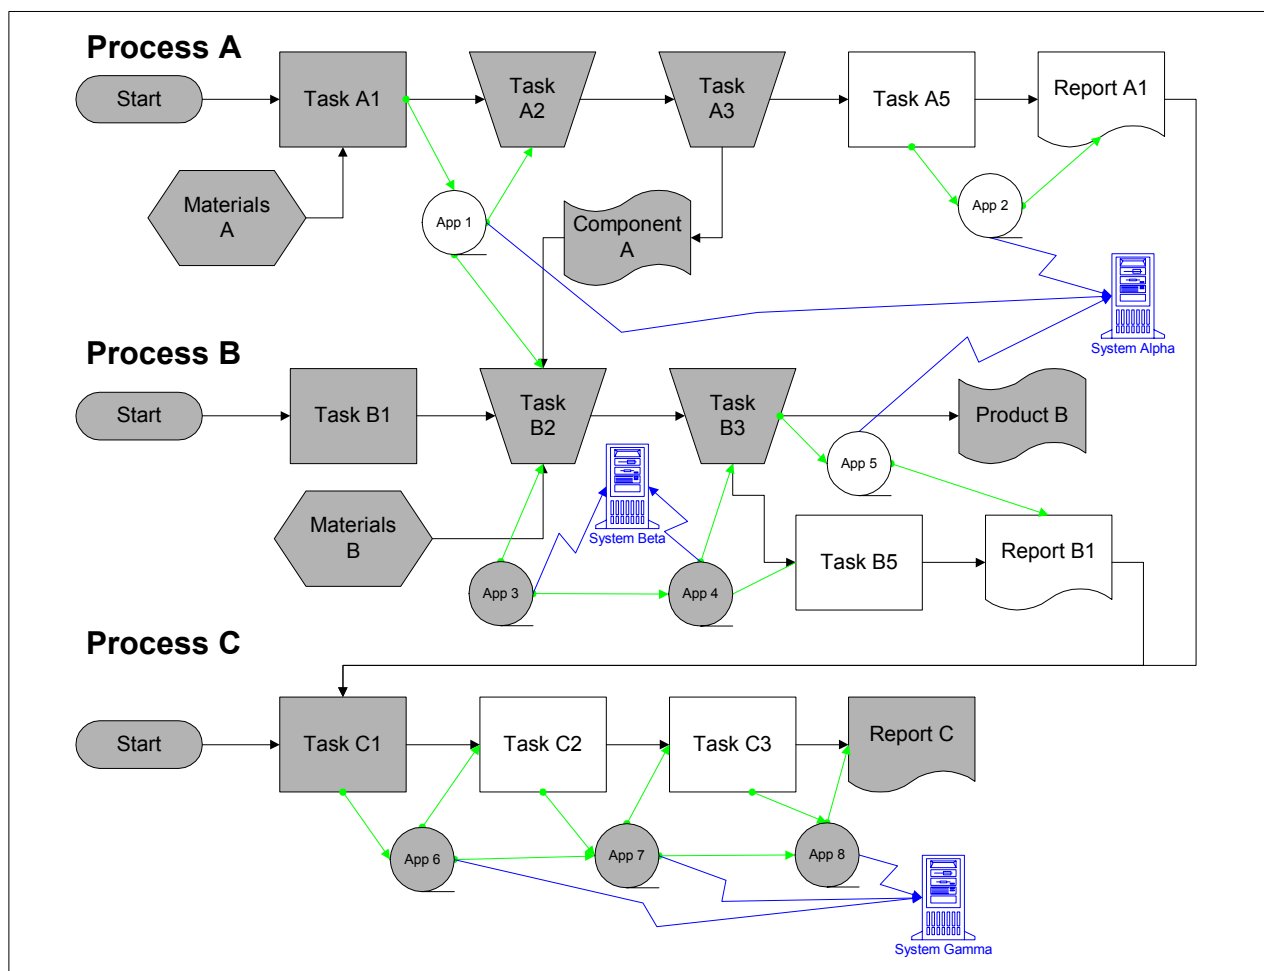 Process A
Start
Task A1
Task
A2
Task
A3
Task A5
Report A1
Materials
A
App 1
Component
A
App 2
System Alpha
Process B
Start
Task B1
Task
B2
Task
B3
Product B
App 5
Materials
B
System Beta
App 3
App 4
Task B5
Report B1
Process C
Start
Task C1
Task C2
Task C3
Report C
App 6
App 7
App 8
System Gamma